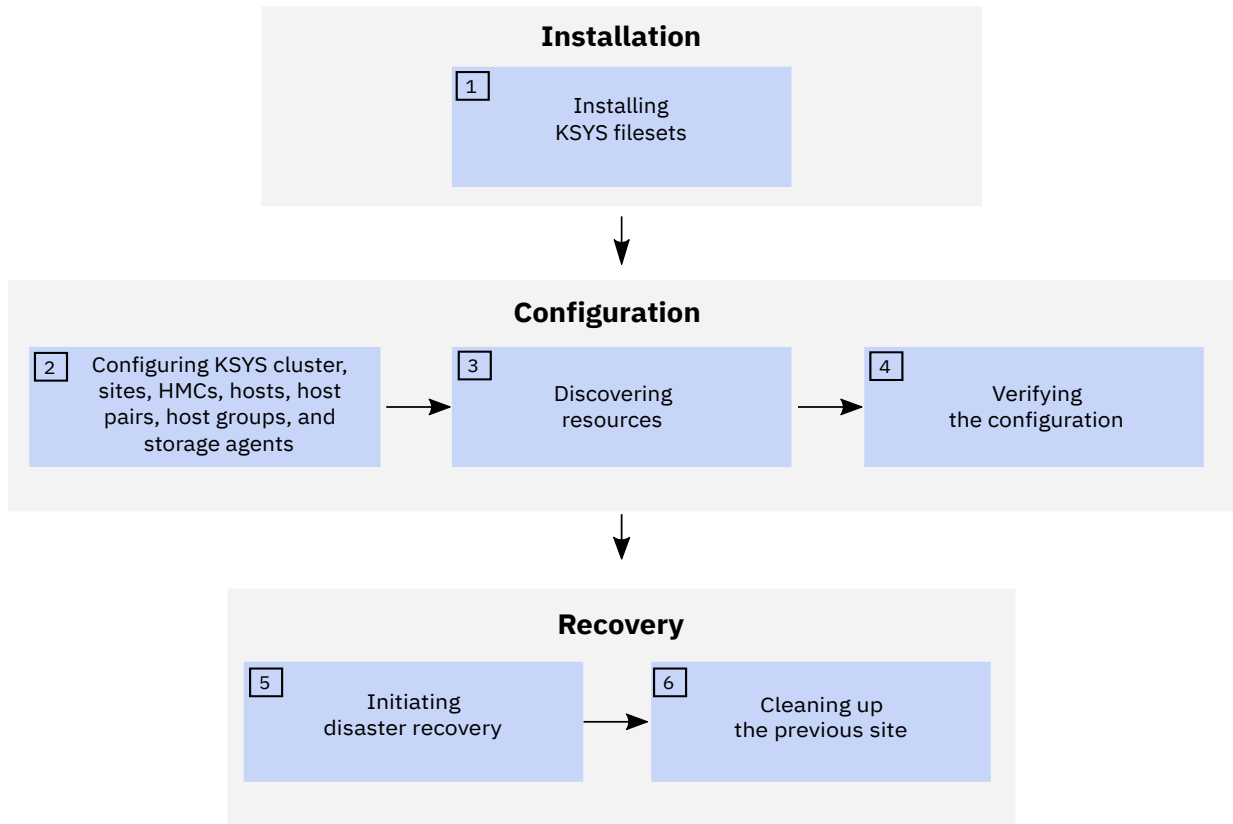 Installation
1
Installing
KSYS filesets
Configuration
2
Configuring KSYS cluster,
sites, HMCs, hosts, host
pairs, host groups, and
storage agents
3
Discovering
resources
4
Verifying
the configuration
Recovery
5
Initiating
disaster recovery
6
Cleaning up
the previous site